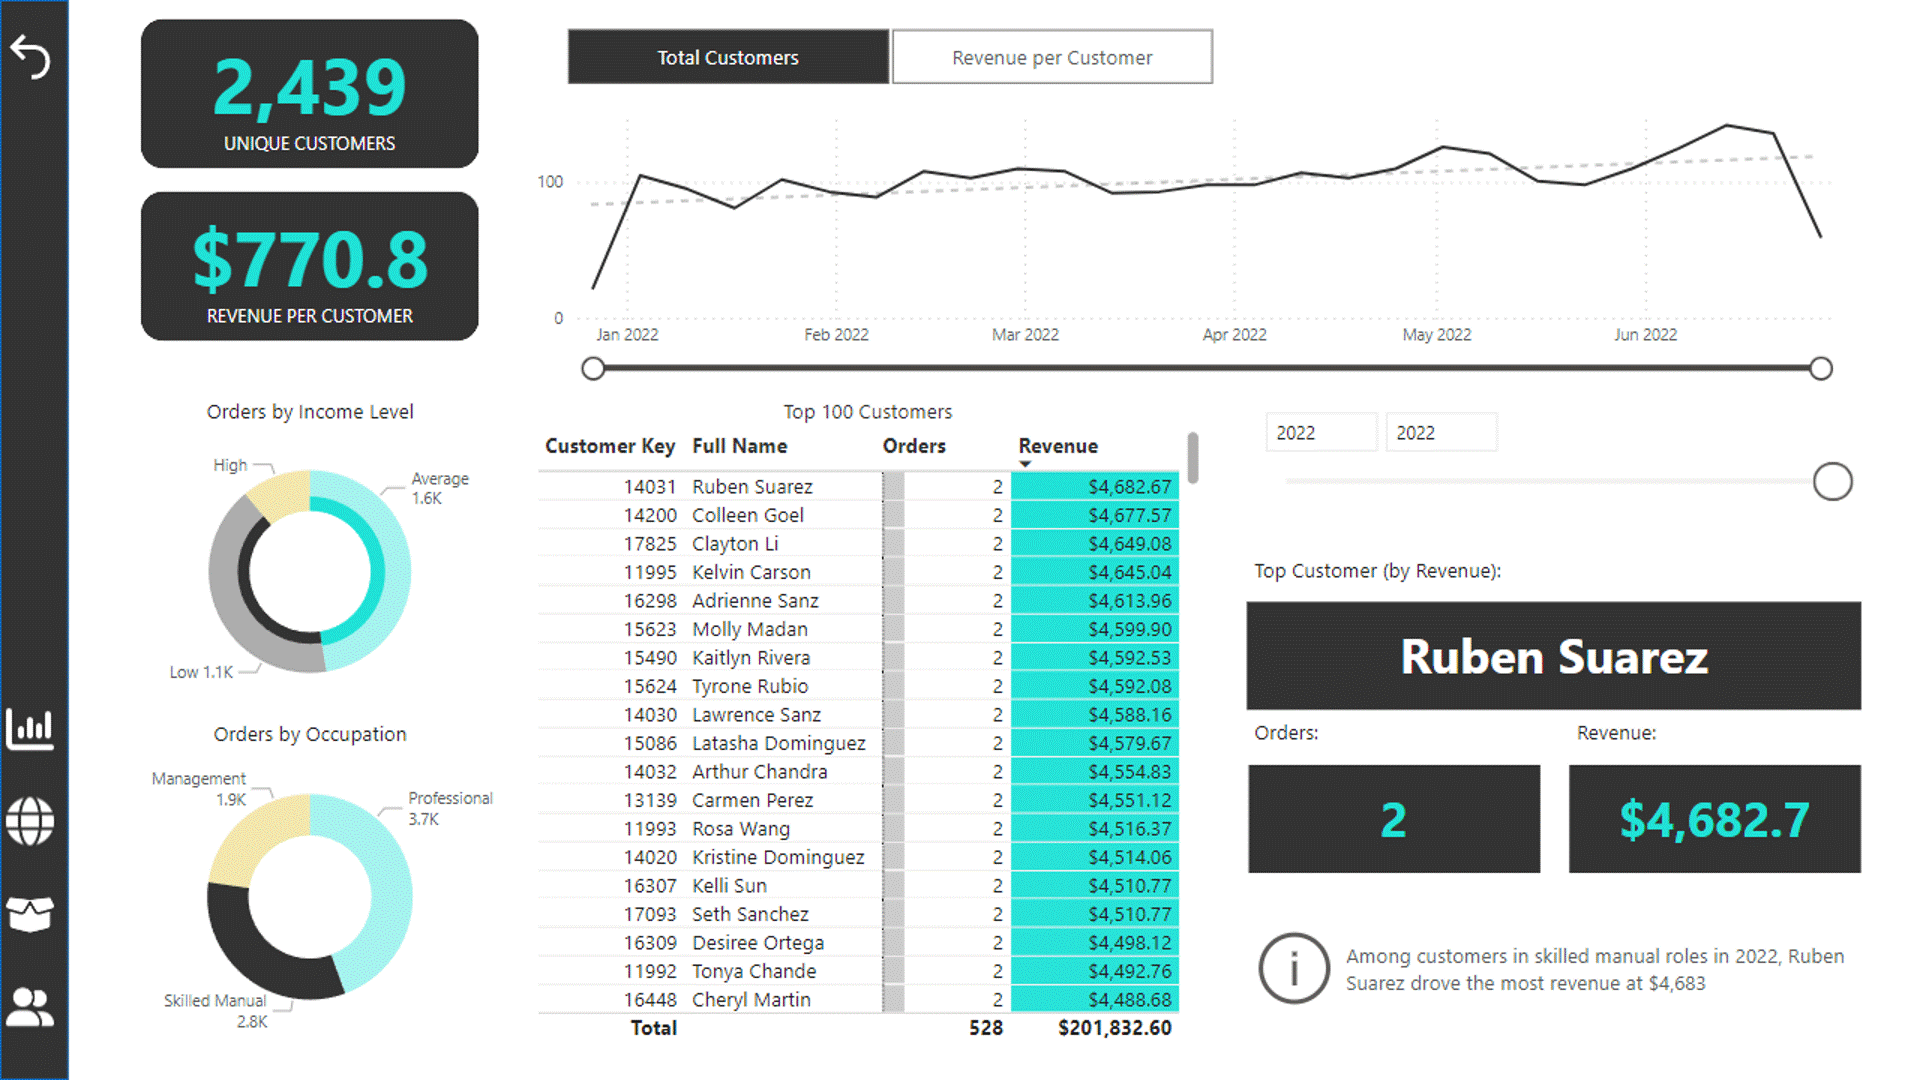 2,439
UNIQUE CUSTOMERS
$770.8
REVENUE PER CUSTOMER
Total Customers
Revenue per Customer
100
0
Jan 2022 Feb 2022 Mar 2022 Apr 2022 May 2022 Jun 2022
Orders by Income Level
High
Average
1.6K
Low 1.1K
Orders by Occupation
Management
1.9K
Professional
3.7K
Skilled Manual
2.8K
Top 100 Customers
Customer Key Full Name Orders Revenue
14031 Ruben Suarez 2 $4,682.67
14200 Colleen Goel 2 $4,677.57
17825 Clayton Li 2 $4,649.08
11995 Kelvin Carson 2 $4,645.04
16298 Adrienne Sanz 2 $4,613.96
15623 Molly Madan 2 $4,599.90
15490 Kaitlyn Rivera 2 $4,592.53
15624 Tyrone Rubio 2 $4,592.08
14030 Lawrence Sanz 2 $4,588.16
15086 Latasha Dominguez 2 $4,579.67
14032 Arthur Chandra 2 $4,554.83
13139 Carmen Perez 2 $4,551.12
11993 Rosa Wang 2 $4,516.37
14020 Kristine Dominguez 2 $4,514.06
16307 Kelli Sun 2 $4,510.77
17093 Seth Sanchez 2 $4,510.77
16309 Desiree Ortega 2 $4,498.12
11992 Tonya Chande 2 $4,492.76
16448 Cheryl Martin 2 $4,488.68
Total 528 $201,832.60
2022 2022
Top Customer (by Revenue):
Ruben Suarez
Orders: Revenue:
2 $4,682.7
Among customers in skilled manual roles in 2022, Ruben
Suarez drove the most revenue at $4,683